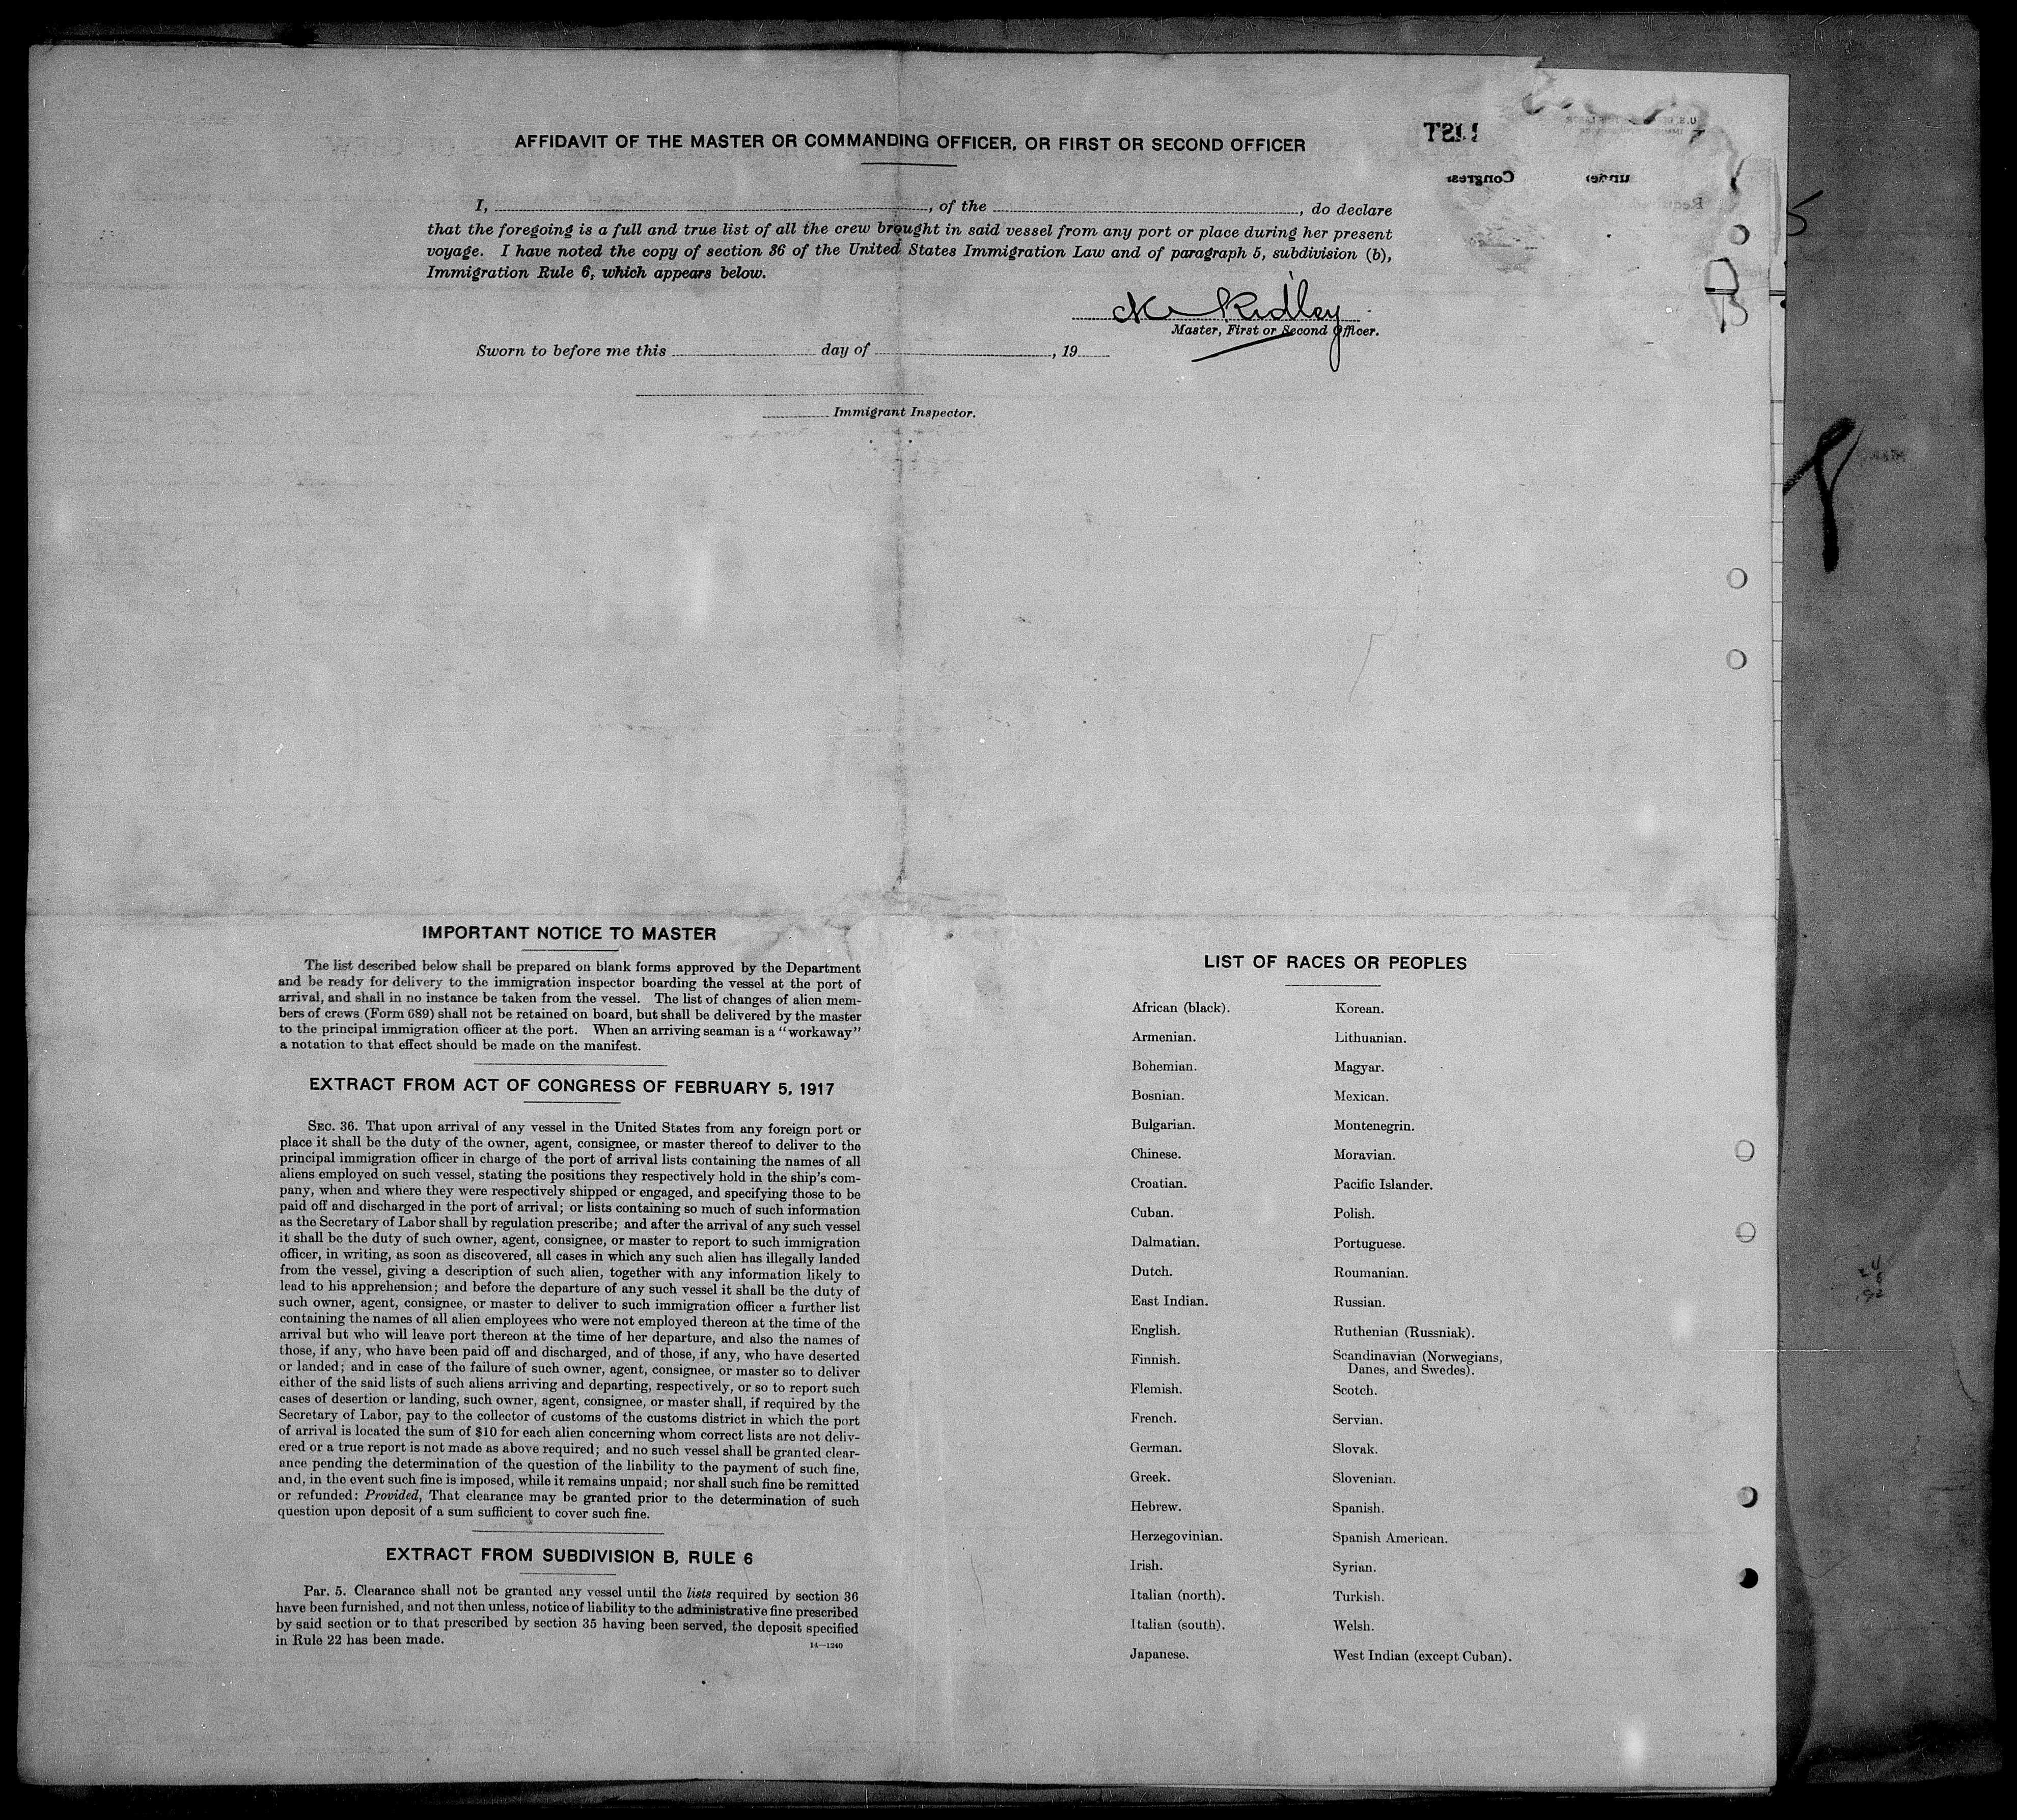 AFFIDAVIT OF THE MASTER OR COMMANDING OFFICER, OR FIRST OR SECOND OFFICER
I, , of the , do declare
that the foregoing is a full and true list of all the crew brought in said vessel from any port or place during her present
voyage. I have noted the copy of section 36 of the United States Immigration Law and of paragraph 5, subdivision (b),
Immigration Rule 6, which appears below.
Ridley
Master, First or Second Officer.
Sworn to before me this day of , 19
Immigrant Inspector.
LIST
Congress
under
5
8
IMPORTANT NOTICE TO MASTER
The list described below shall be prepared on blank forms approved by the Department
and be ready for delivery to the immigration inspector boarding the vessel at the port of
arrival, and shall in no instance be taken from the vessel. The list of changes of alien mem-
bers of crews (Form 689) shall not be retained on board, but shall be delivered by the master
to the principal immigration officer at the port. When an arriving seaman is a "workaway"
a notation to that effect should be made on the manifest.
EXTRACT FROM ACT OF CONGRESS OF FEBRUARY 5, 1917
SEC. 36. That upon arrival of any vessel in the United States from any foreign port or
place it shall be the duty of the owner, agent, consignee, or master thereof to deliver to the
principal immigration officer in charge of the port of arrival lists containing the names of all
aliens employed on such vessel, stating the positions they respectively hold in the ship's com-
pany, when and where they were respectively shipped or engaged, and specifying those to be
paid off and discharged in the port of arrival; or lists containing so much of such information
as the Secretary of Labor shall by regulation prescribe; and after the arrival of any such vessel
it shall be the duty of such owner, agent, consignee, or master to report to such immigration
officer, in writing, as soon as discovered, all cases in which any such alien has illegally landed
from the vessel, giving a description of such alien, together with any information likely to
lead to his apprehension; and before the departure of any such vessel it shall be the duty of
such owner, agent, consignee, or master to deliver to such immigration officer a further list
containing the names of all alien employees who were not employed thereon at the time of the
arrival but who will leave port thereon at the time of her departure, and also the names of
those, if any, who have been paid off and discharged, and of those, if any, who have deserted
or landed; and in case of the failure of such owner, agent, consignee, or master so to deliver
either of the said lists of such aliens arriving and departing, respectively, or so to report such
cases of desertion or landing, such owner, agent, consignee, or master shall, if required by the
Secretary of Labor, pay to the collector of customs of the customs district in which the port
of arrival is located the sum of $10 for each alien concerning whom correct lists are not deliv-
ered or a true report is not made as above required; and no such vessel shall be granted clear-
ance pending the determination of the question of the liability to the payment of such fine,
and, in the event such fine is imposed, while it remains unpaid; nor shall such fine be remitted
or refunded: Provided, That clearance may be granted prior to the determination of such
question upon deposit of a sum sufficient to cover such fine.
EXTRACT FROM SUBDIVISION B, RULE 6
Par. 5. Clearance shall not be granted any vessel until the lists required by section 36
have been furnished, and not then unless, notice of liability to the administrative fine prescribed
by said section or to that prescribed by section 35 having been served, the deposit specified
in Rule 22 has been made.
14—1240
LIST OF RACES OR PEOPLES
African (black).
Armenian.
Bohemian.
Bosnian.
Bulgarian.
Chinese.
Croatian.
Cuban.
Dalmatian.
Dutch.
East Indian.
English.
Finnish.
Flemish.
French.
German.
Greek.
Hebrew.
Herzegovinian.
Irish.
Italian (north).
Italian (south).
Japanese.
Korean.
Lithuanian.
Magyar.
Mexican.
Montenegrin.
Moravian.
Pacific Islander.
Polish.
Portuguese.
Roumanian.
Russian.
Ruthenian (Russniak).
Scandinavian (Norwegians,
Danes, and Swedes).
Scotch.
Servian.
Slovak.
Slovenian.
Spanish.
Spanish American.
Syrian.
Turkish.
Welsh.
West Indian (except Cuban).